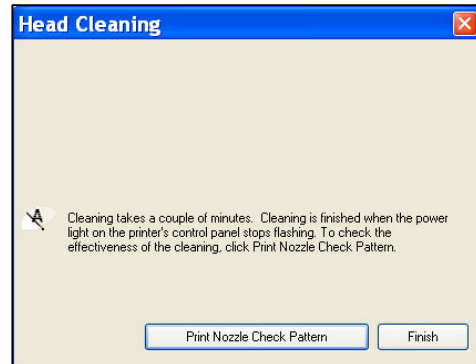 Head Cleaning
Cleaning takes a couple of minutes. Cleaning is finished when the power
light on the printer's control panel stops flashing. To check the
effectiveness of the cleaning, click Print Nozzle Check Pattern.
Print Nozzle Check Pattern Finish